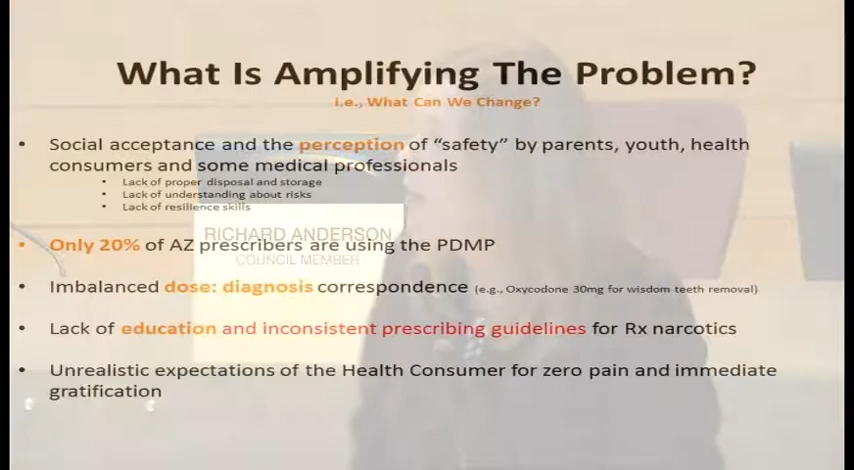 What Is Amplifying The Problem?
i.e., What Can We Change?
• Social acceptance and the perception of “safety” by parents, youth, health
consumers and some medical professionals
• Lack of proper disposal and storage
• Lack of understanding about risks
• Lack of resilience skills
RICHARD ANDERSON
COUNCIL MEMBER
• Only 20% of AZ prescribers are using the PDMP
• Imbalanced dose: diagnosis correspondence (e.g., Oxycodone 30mg for wisdom teeth removal)
• Lack of education and inconsistent prescribing guidelines for Rx narcotics
• Unrealistic expectations of the Health Consumer for zero pain and immediate
gratification